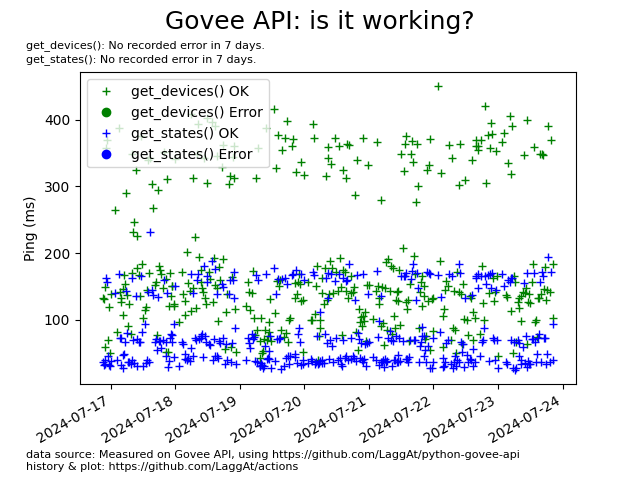 Govee API: is it working?
get_devices(): No recorded error in 7 days.
get_states(): No recorded error in 7 days.
get_devices() OK
get_devices() Error
get_states() OK
get_states() Error
Ping (ms)
400
300
200
100
2024-07-17
2024-07-18
2024-07-19
2024-07-20
2024-07-21
2024-07-22
2024-07-23
2024-07-24
data source: Measured on Govee API, using https://github.com/LaggAt/python-govee-api
history & plot: https://github.com/LaggAt/actions